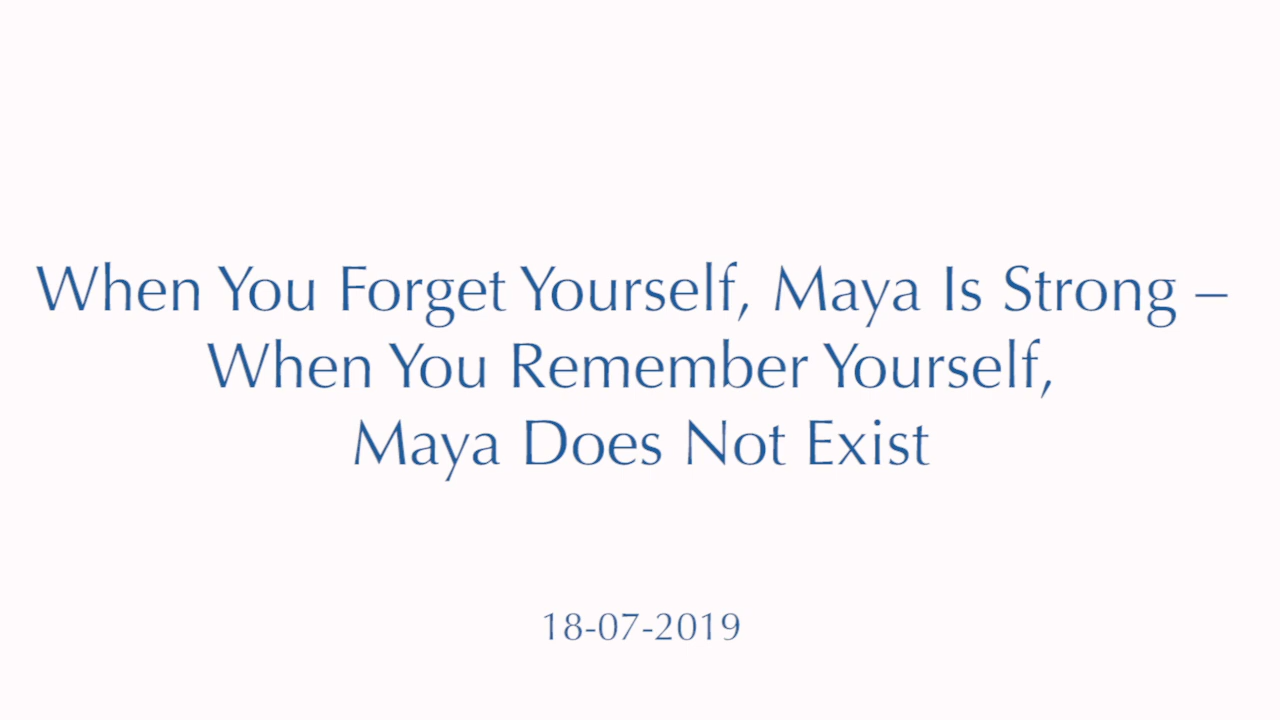 When You Forget Yourself, Maya Is Strong –
When You Remember Yourself,
Maya Does Not Exist
18-07-2019